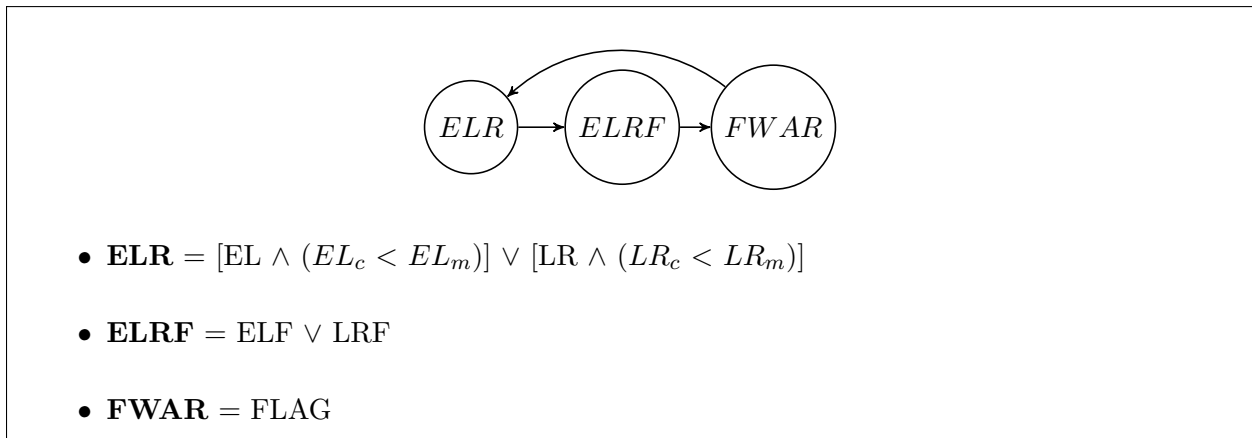 ELR ELRF FWAR
• ELR = [EL ∧ (EL_c < EL_m)] ∨ [LR ∧ (LR_c < LR_m)]
• ELRF = ELF ∨ LRF
• FWAR = FLAG